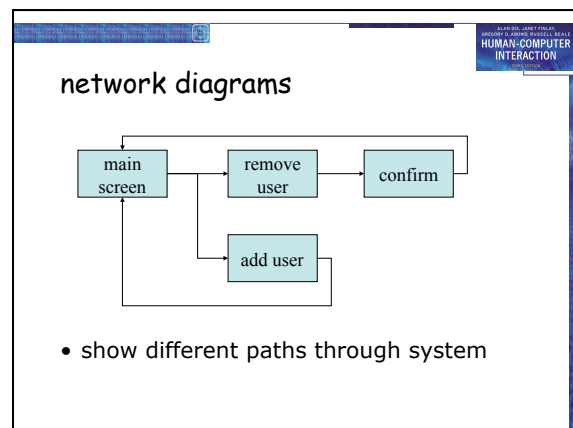 ALAN DIX, JANET FINLAY,
GREGORY D. ABOWD, RUSSELL BEALE
HUMAN-COMPUTER
INTERACTION
THIRD EDITION
network diagrams
main
screen
remove
user
confirm
add user
• show different paths through system